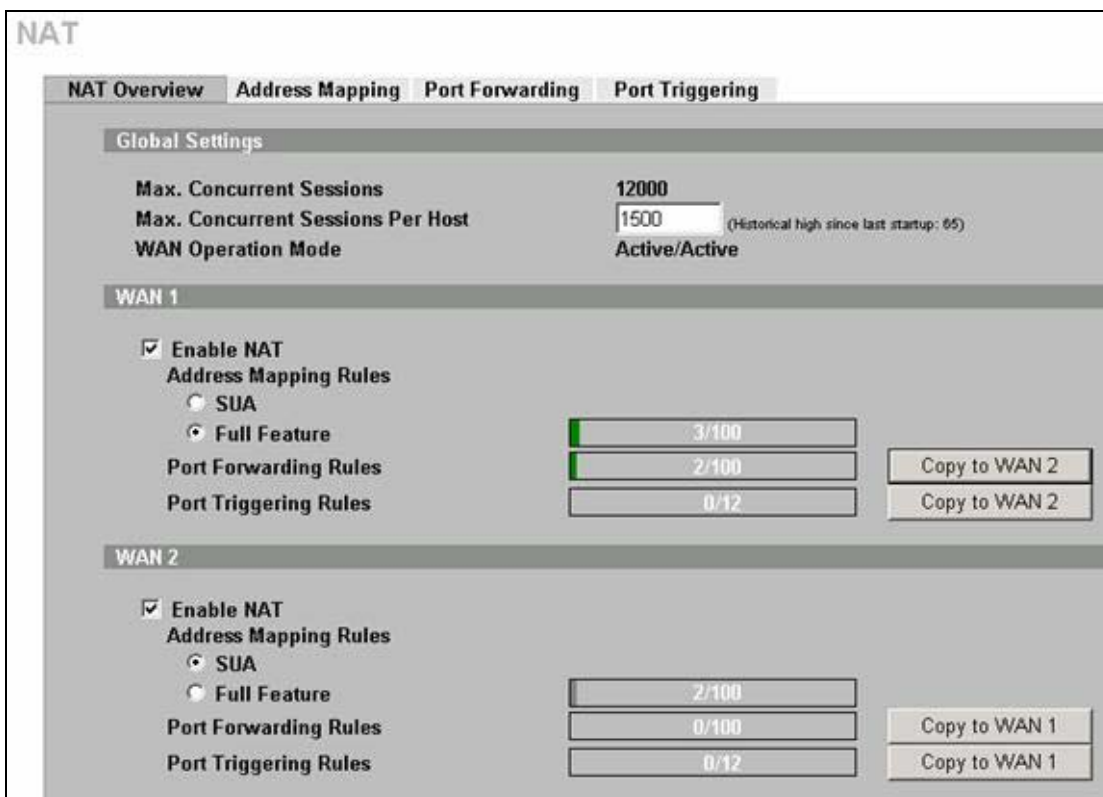 NAT
NAT Overview Address Mapping Port Forwarding Port Triggering
Global Settings
Max. Concurrent Sessions 12000
Max. Concurrent Sessions Per Host 1500 (Historical high since last startup: 65)
WAN Operation Mode Active/Active
WAN 1
Enable NAT
Address Mapping Rules
SUA
Full Feature 3/100
Port Forwarding Rules 2/100 Copy to WAN 2
Port Triggering Rules 0/12 Copy to WAN 2
WAN 2
Enable NAT
Address Mapping Rules
SUA
Full Feature 2/100
Port Forwarding Rules 0/100 Copy to WAN 1
Port Triggering Rules 0/12 Copy to WAN 1